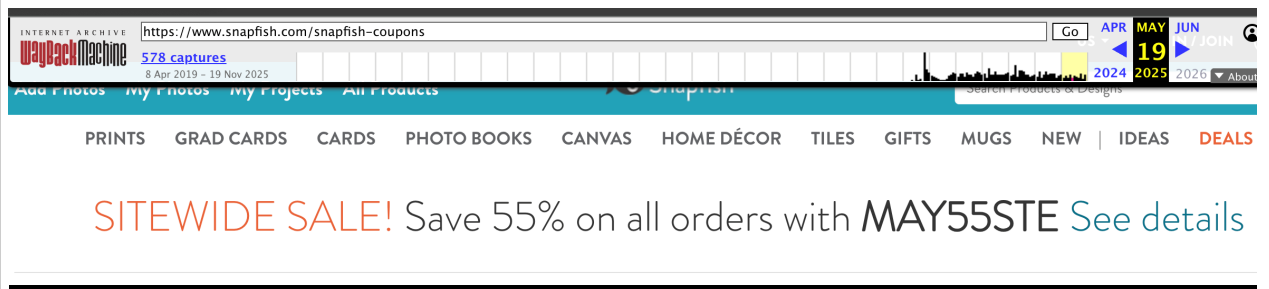 INTERNET ARCHIVE
WayBackMachine
https://www.snapfish.com/snapfish-coupons
Go
APR MAY JUN
578 captures
19
8 Apr 2019 – 19 Nov 2025
2024 2025 2026
About
US
/JOIN
Add Photos My Photos My Projects All Products
Snapfish
Search Products & Designs
PRINTS GRAD CARDS CARDS PHOTO BOOKS CANVAS HOME DÉCOR TILES GIFTS MUGS NEW | IDEAS DEALS
SITEWIDE SALE! Save 55% on all orders with MAY55STE See details